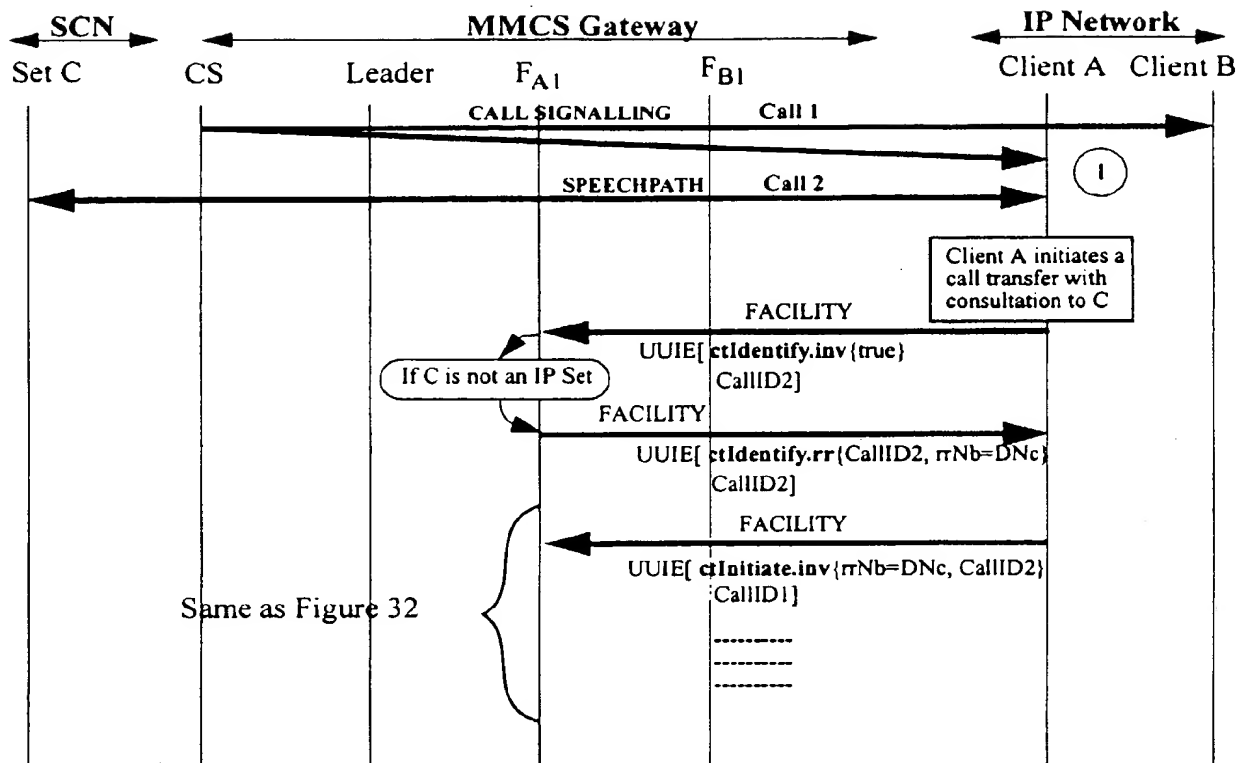 SCN MMCS Gateway IP Network
Set C CS Leader FA1 FB1 Client A Client B
CALL SIGNALLING Call 1
1
SPEECHPATH Call 2
Client A initiates a
call transfer with
consultation to C
FACILITY
UUIE[ ctIdentify.inv{true}
CallID2]
If C is not an IP Set
FACILITY
UUIE[ ctIdentify.rr{CallID2, rrNb=DNc}
CallID2]
FACILITY
UUIE[ ctInitiate.inv{rrNb=DNc, CallID2}
CallID1]
Same as Figure 32